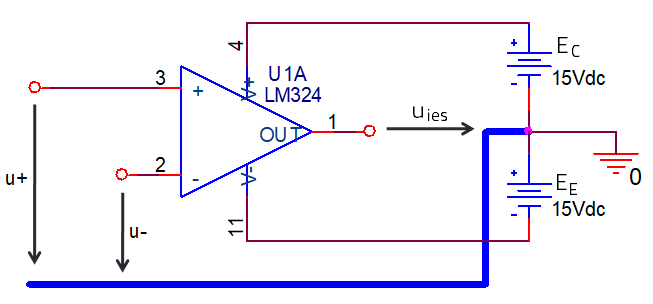 4
E_C
15Vdc
3
U1A
LM324
+
V+
u_ies
1
OUT
2
-
V-
u+
u-
11
E_E
15Vdc
0
+
-
+
-